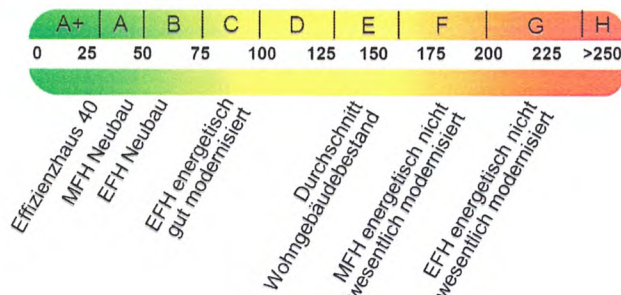 A+ A B C D E F G H
0 25 50 75 100 125 150 175 200 225 >250
Effizienzhaus 40
MFH Neubau
EFH Neubau
EFH energetisch
gut modernisiert
Durchschnitt
Wohngebäudebestand
MFH energetisch nicht
wesentlich modernisiert
EFH energetisch nicht
wesentlich modernisiert